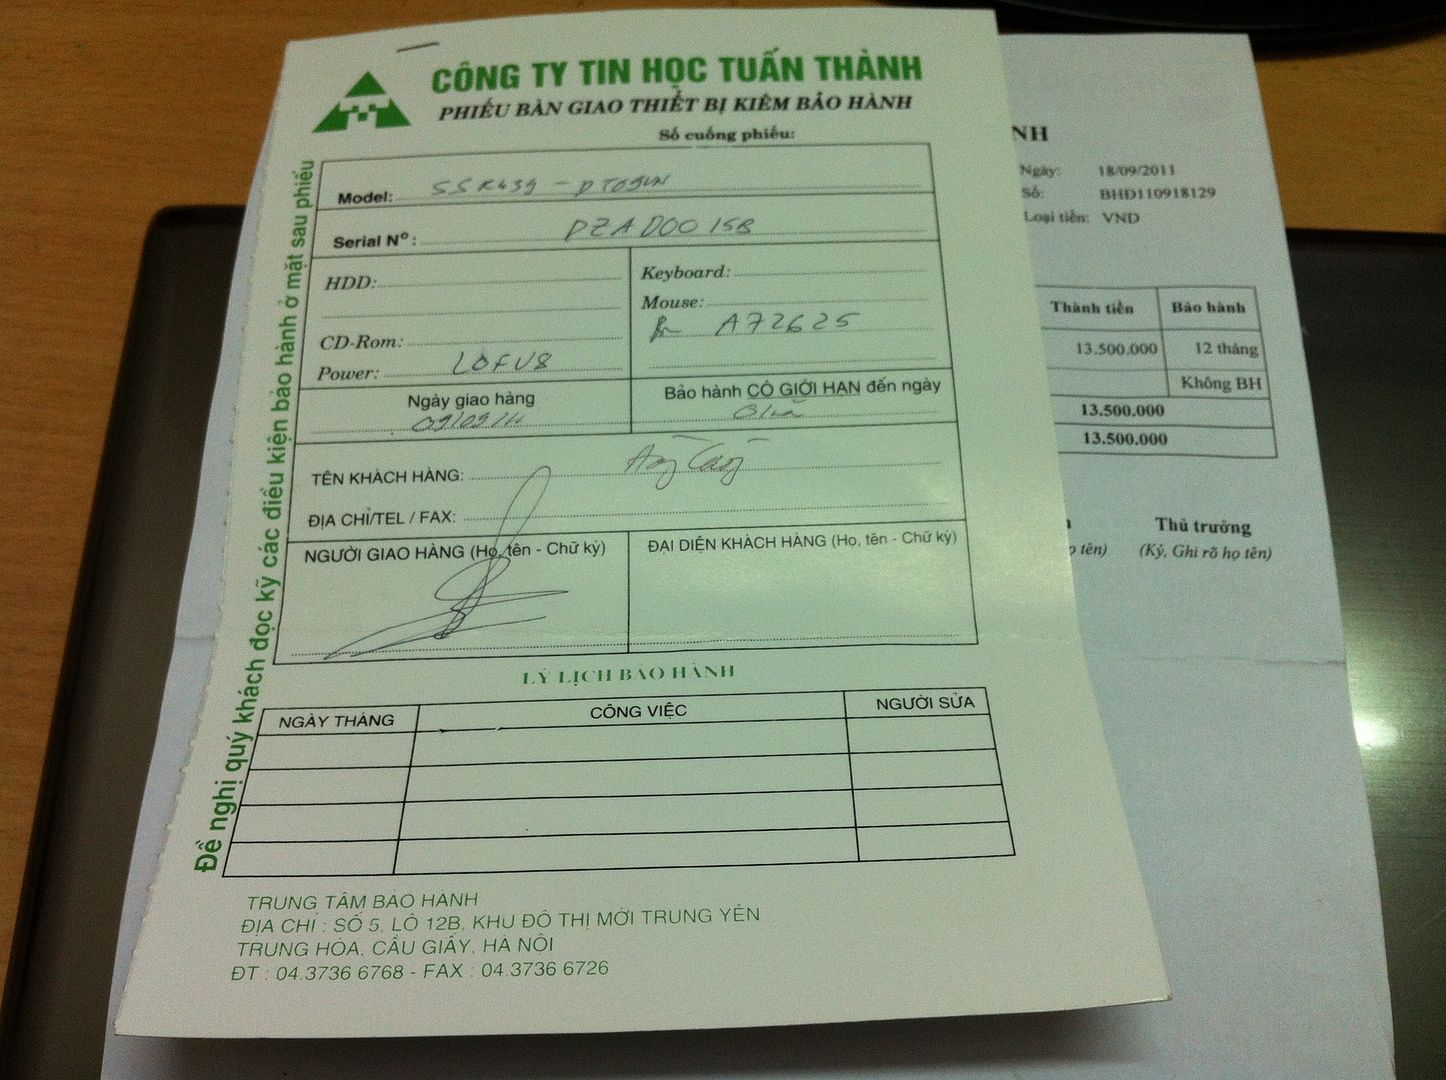 CÔNG TY TIN HỌC TUẤN THÀNH
PHIẾU BÀN GIAO THIẾT BỊ KIÊM BẢO HÀNH
Số cuống phiếu:
Đề nghị quý khách đọc kỹ các điều kiện bảo hành ở mặt sau phiếu
Model: SSR439 - DT09VN
Serial Nº: PZAD00 15B
HDD:
CD-Rom:
Power: LOFV8
Keyboard:
Mouse:
A72625
Ngày giao hàng
Bảo hành CÓ GIỚI HẠN đến ngày
TÊN KHÁCH HÀNG:
ĐỊA CHỈ/TEL / FAX:
NGƯỜI GIAO HÀNG (Họ, tên - Chữ ký)
ĐẠI DIỆN KHÁCH HÀNG (Họ, tên - Chữ ký)
LÝ LỊCH BẢO HÀNH
NGÀY THÁNG CÔNG VIỆC NGƯỜI SỬA
TRUNG TÂM BẢO HÀNH
ĐỊA CHỈ : SỐ 5, LÔ 12B, KHU ĐÔ THỊ MỚI TRUNG YÊN
TRUNG HÒA, CẦU GIẤY, HÀ NỘI
ĐT : 04.3736 6768 - FAX : 04.3736 6726
NH
Ngày: 18/09/2011
Số: BHD110918129
Loại tiền: VND
Thành tiền Bảo hành
13.500.000 12 tháng
Không BH
13.500.000
13.500.000
Thủ trưởng
tên) (Ký, Ghi rõ họ tên)